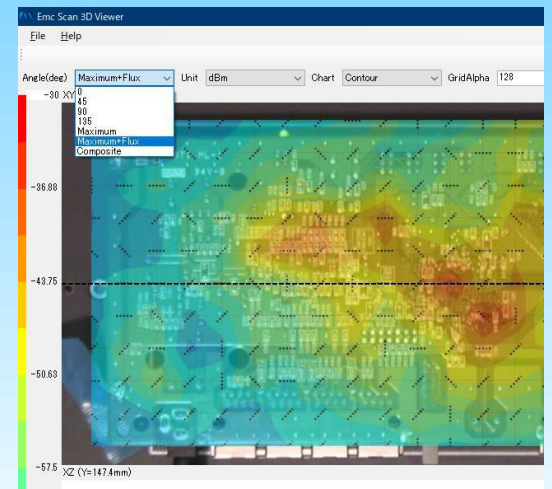 Emc Scan 3D Viewer
File Help
Angle(deg) Maximum+Flux Unit dBm Chart Contour GridAlpha 128
-30 XY
0
45
90
135
Maximum
Maximum+Flux
Composite
-36.88
-43.75
-50.63
-57.5 XZ (Y=147.4mm)